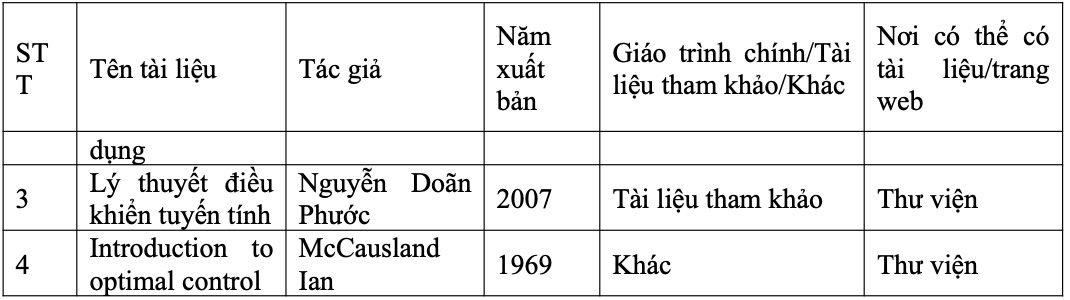 ST
T
Tên tài liệu
Tác giả
Năm
xuất
bản
Giáo trình chính/Tài
liệu tham khảo/Khác
Nơi có thể có
tài liệu/trang
web
dụng
3
Lý thuyết điều
khiển tuyến tính
Nguyễn Doãn
Phước
2007
Tài liệu tham khảo
Thư viện
4
Introduction to
optimal control
McCausland
Ian
1969
Khác
Thư viện